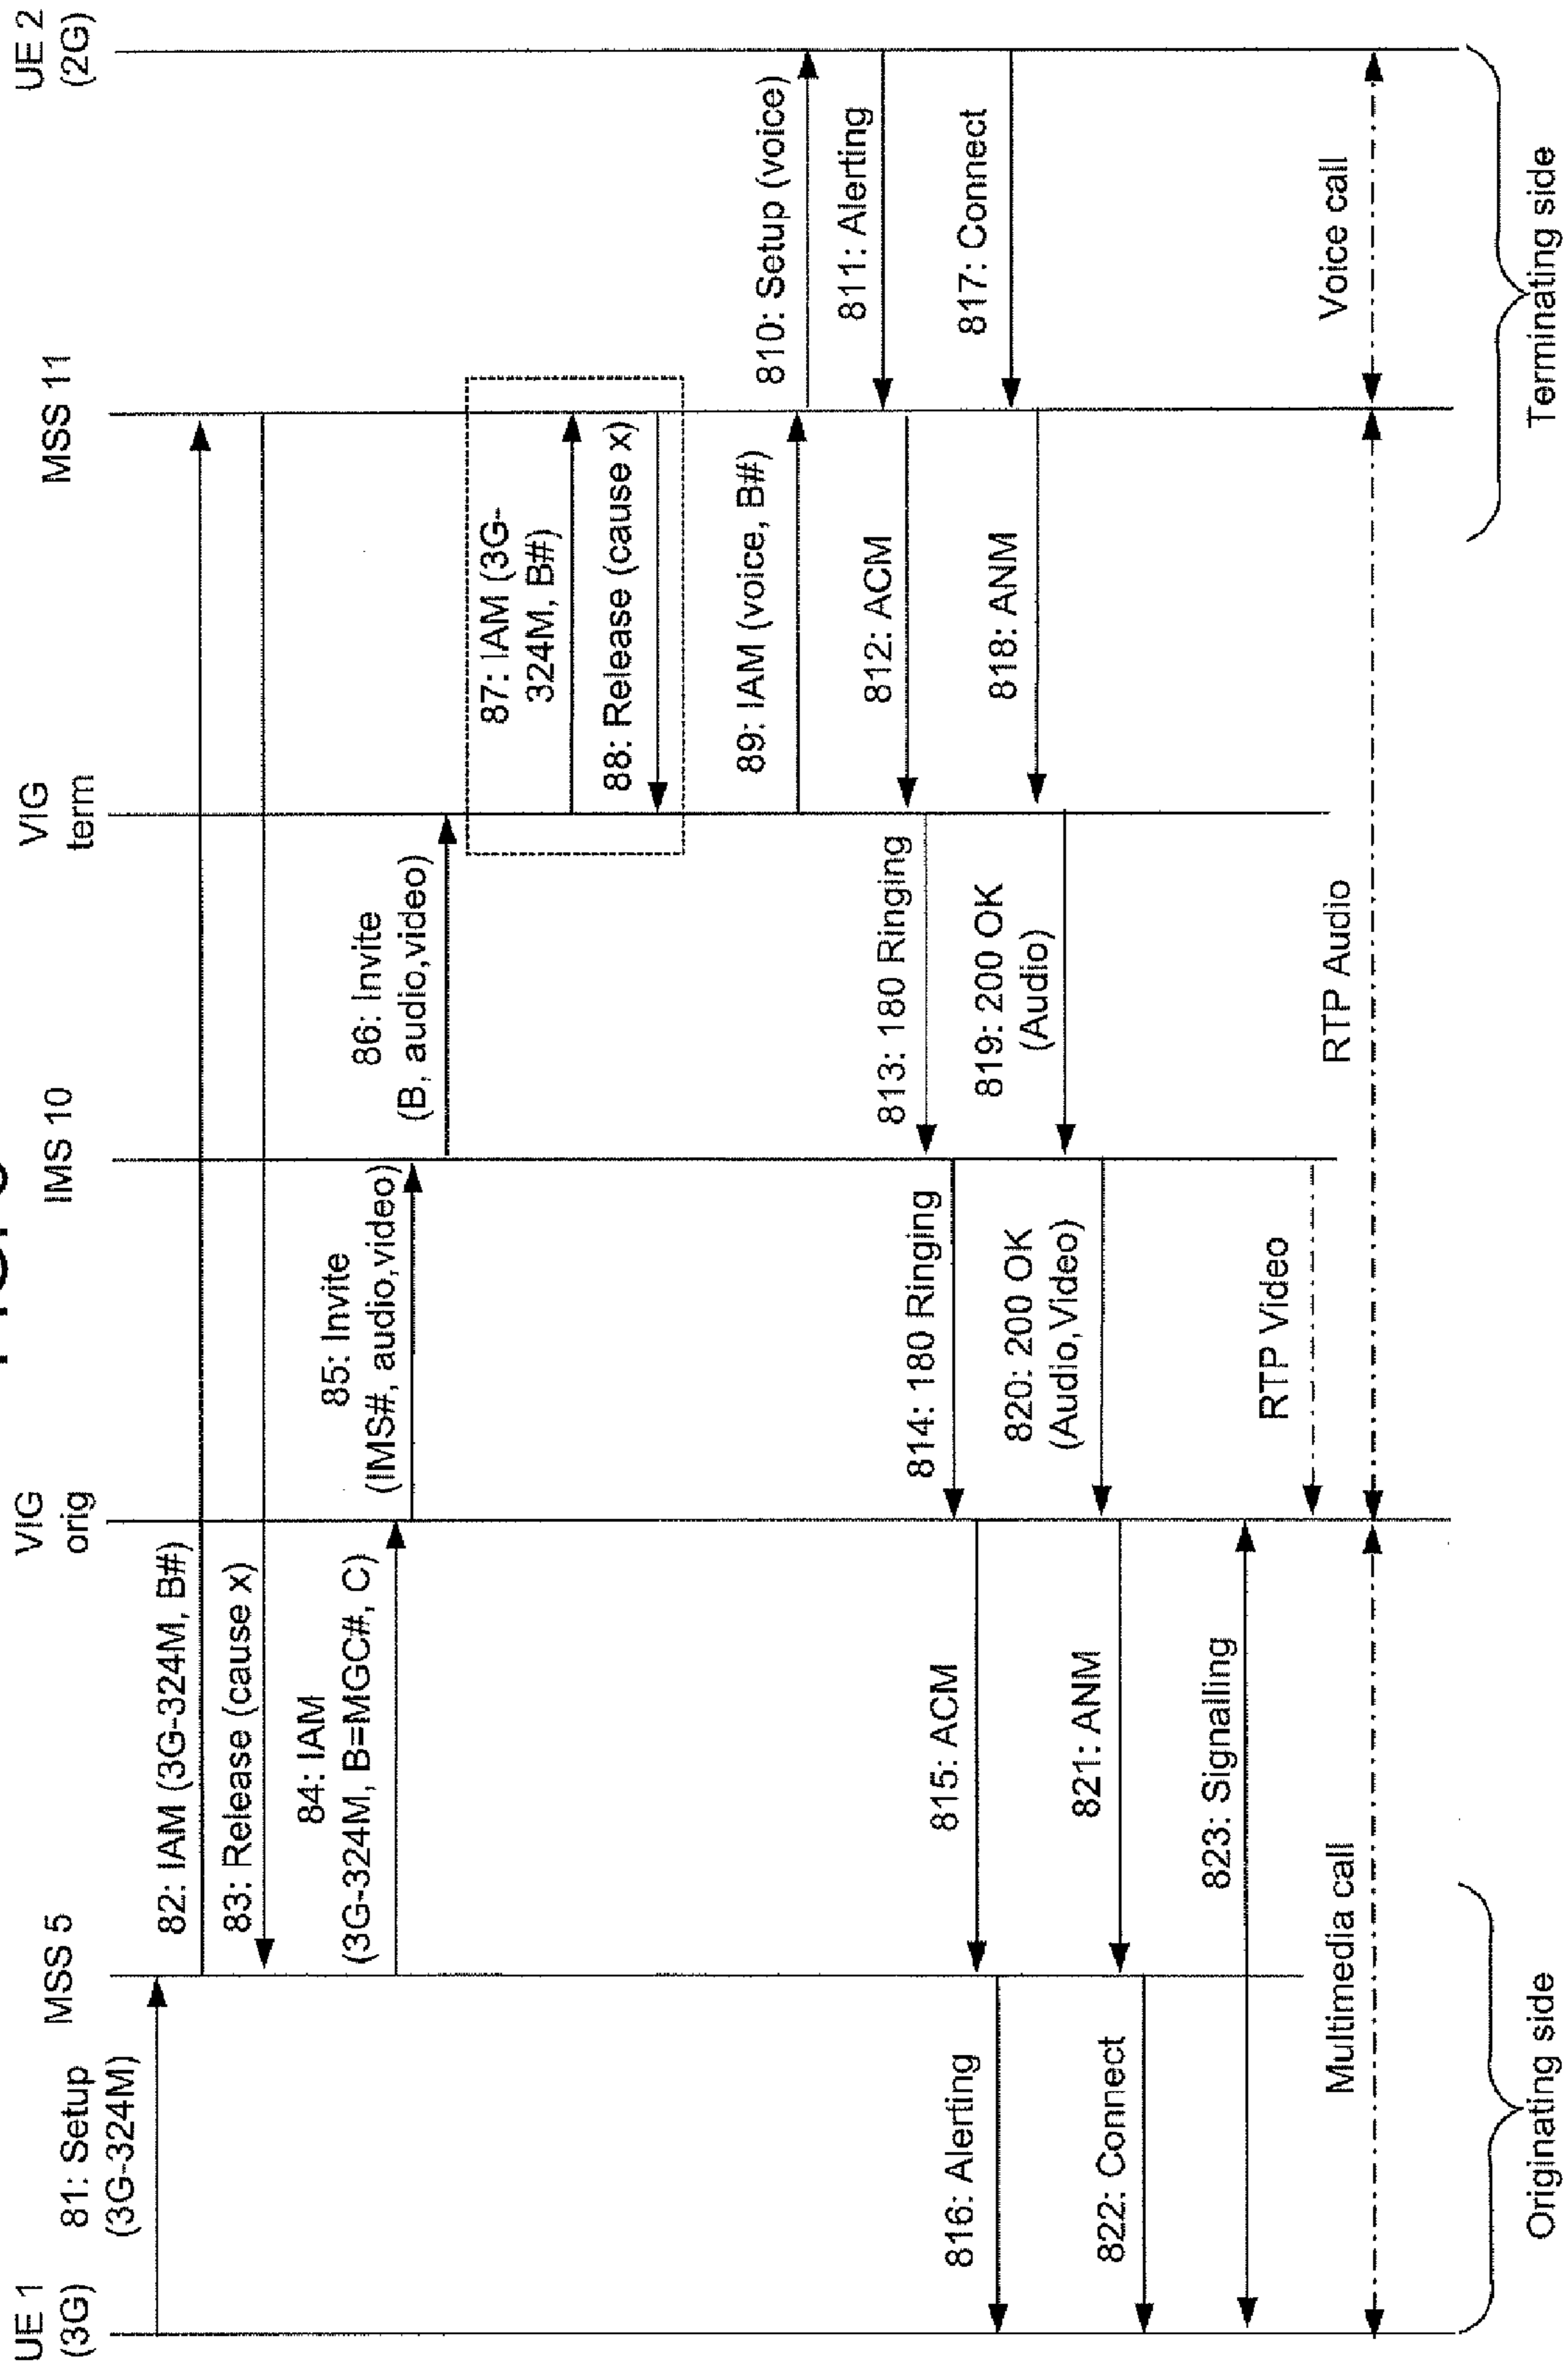 UE 1
(3G)
MSS 5
VIG
orig
IMS 10
VIG
term
MSS 11
UE 2
(2G)
81: Setup
(3G-324M)
82: IAM (3G-324M, B#)
83: Release (cause x)
84: IAM
(3G-324M, B=MGC#, C)
85: Invite
(IMS#, audio,video)
86: Invite
(B, audio,video)
87: IAM (3G-
324M, B#)
88: Release (cause x)
89: IAM (voice, B#)
810: Setup (voice)
811: Alerting
812: ACM
813: 180 Ringing
814: 180 Ringing
815: ACM
816: Alerting
817: Connect
818: ANM
819: 200 OK
(Audio)
820: 200 OK
(Audio,Video)
821: ANM
822: Connect
823: Signalling
RTP Video
Multimedia call
RTP Audio
Voice call
Originating side
Terminating side